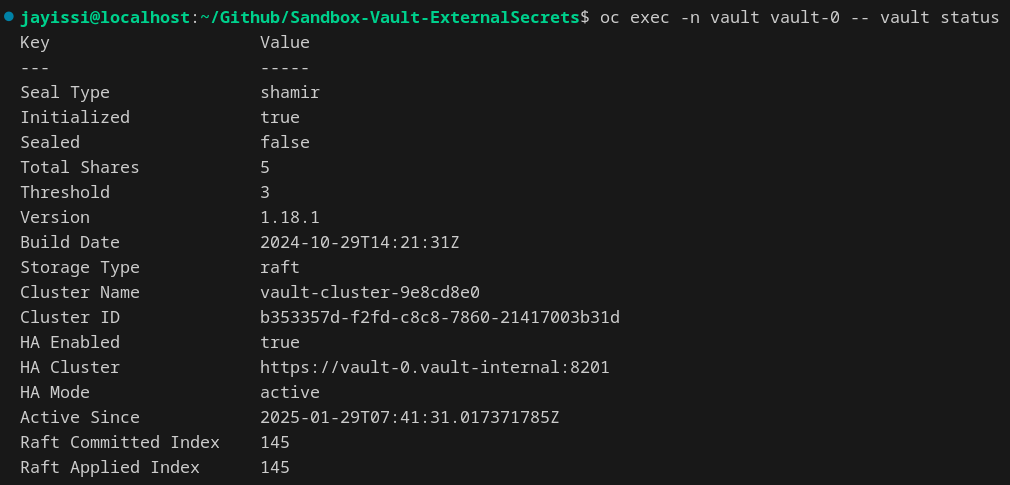 jayissi@localhost:~/Github/Sandbox-Vault-ExternalSecrets$ oc exec -n vault vault-0 -- vault status
Key                     Value
---                     -----
Seal Type               shamir
Initialized             true
Sealed                  false
Total Shares            5
Threshold               3
Version                 1.18.1
Build Date              2024-10-29T14:21:31Z
Storage Type            raft
Cluster Name            vault-cluster-9e8cd8e0
Cluster ID              b353357d-f2fd-c8c8-7860-21417003b31d
HA Enabled              true
HA Cluster              https://vault-0.vault-internal:8201
HA Mode                 active
Active Since            2025-01-29T07:41:31.017371785Z
Raft Committed Index    145
Raft Applied Index      145